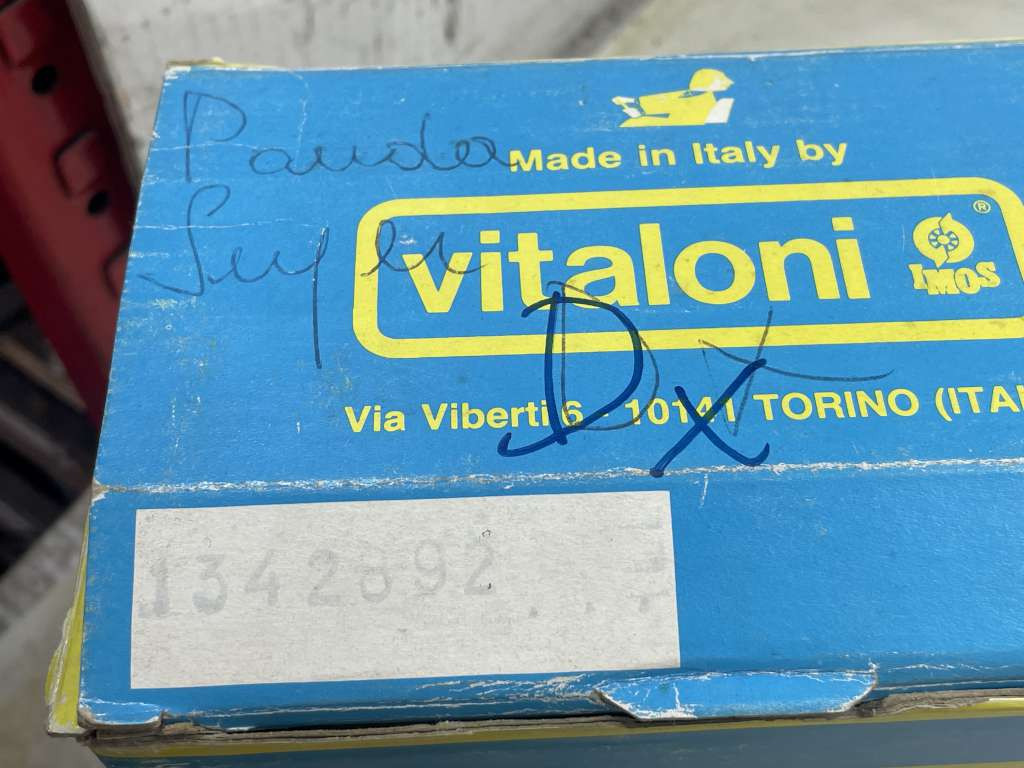 Panda
Super
Made in Italy by
vitaloni ®
IMOS
Dx
Via Viberti 6 - 10141 TORINO (ITA
1342892